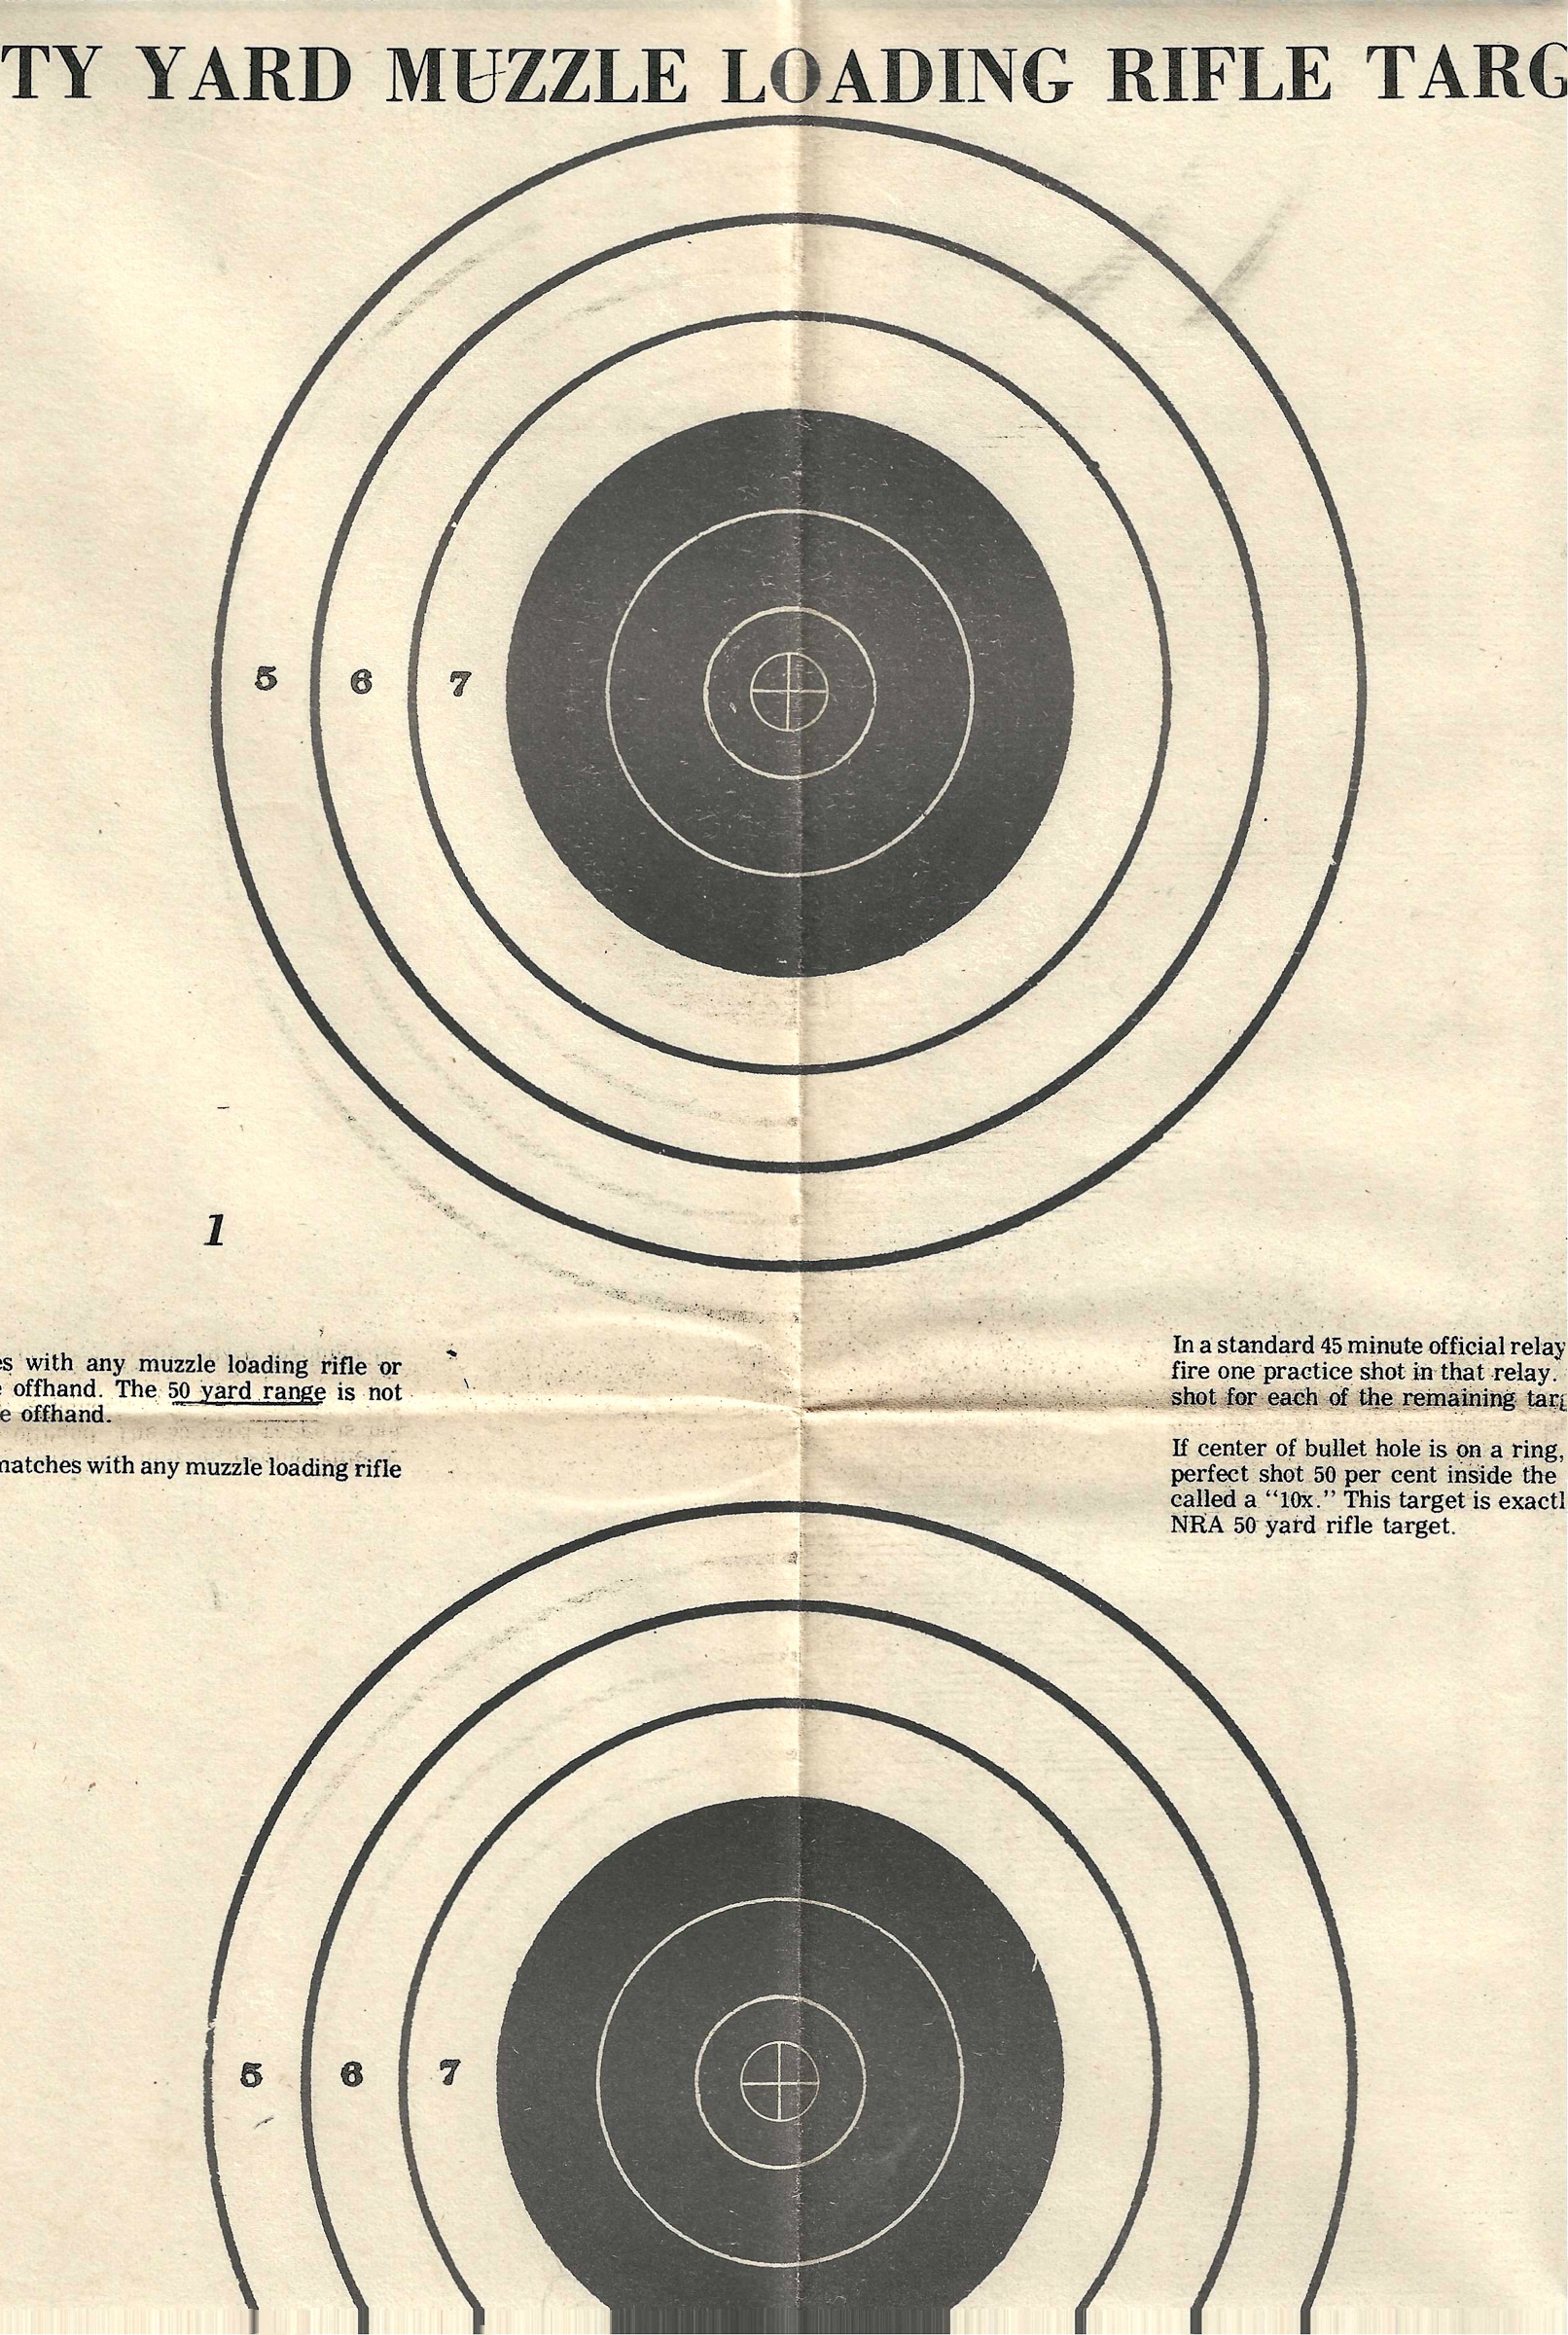 TY YARD MUZZLE LOADING RIFLE TARG
5 6 7
1
es with any muzzle loading rifle or
offhand. The 50 yard range is not
e offhand.
matches with any muzzle loading rifle
In a standard 45 minute official relay
fire one practice shot in that relay.
shot for each of the remaining targ
If center of bullet hole is on a ring,
perfect shot 50 per cent inside the
called a “10x.” This target is exactl
NRA 50 yard rifle target.
5 6 7